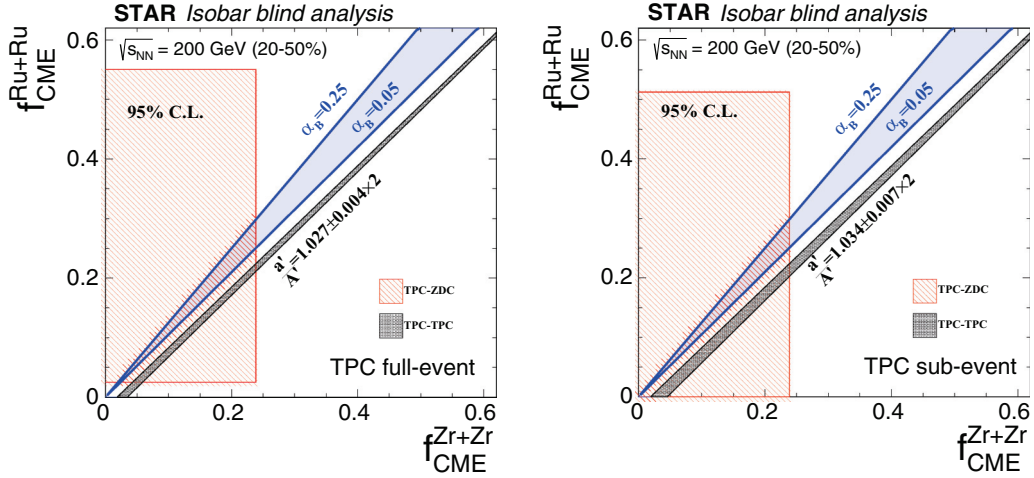 STAR Isobar blind analysis
√s_NN = 200 GeV (20-50%)
f_CME^Ru+Ru
0.6
0.4
0.2
0
95% C.L.
α_B=0.25
α_B=0.05
a'/A'=1.027±0.004×2
TPC-ZDC
TPC-TPC
TPC full-event
0 0.2 0.4 0.6
f_CME^Zr+Zr
STAR Isobar blind analysis
√s_NN = 200 GeV (20-50%)
f_CME^Ru+Ru
0.6
0.4
0.2
0
95% C.L.
α_B=0.25
α_B=0.05
a'/A'=1.034±0.007×2
TPC-ZDC
TPC-TPC
TPC sub-event
0 0.2 0.4 0.6
f_CME^Zr+Zr